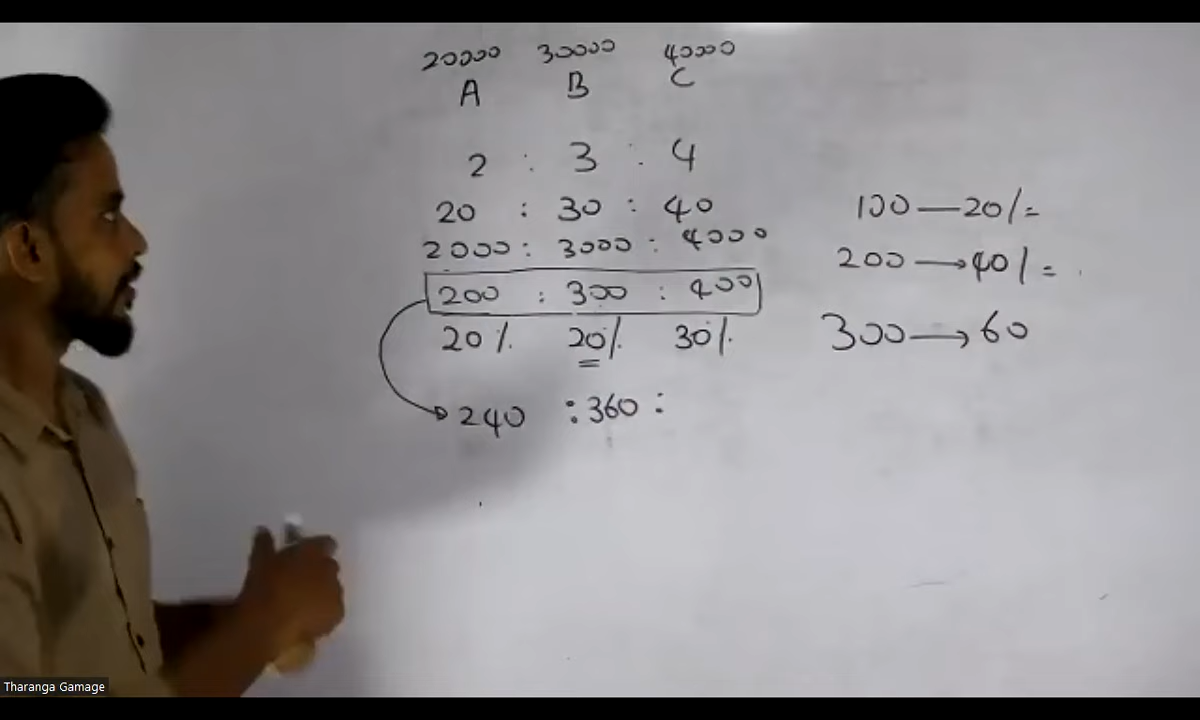 20000 30000 40000
A B C
2 : 3 : 4
20 : 30 : 40
2000 : 3000 : 4000
200 : 300 : 400
20% 20% 30%
240 : 360 :
100 — 20/=
200 → 40/=
300 → 60
Tharanga Gamage